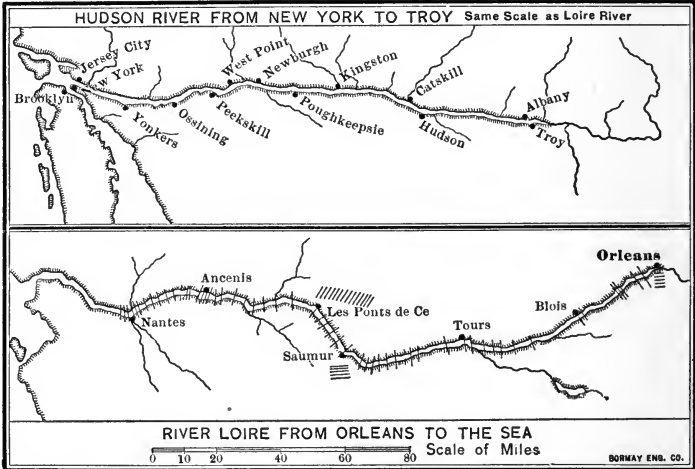 HUDSON RIVER FROM NEW YORK TO TROY Same Scale as Loire River
Jersey City
New York
Brooklyn
Yonkers
Ossining
Peekskill
West Point
Newburgh
Poughkeepsie
Kingston
Catskill
Hudson
Albany
Troy
Orleans
Blois
Tours
Saumur
Les Ponts de Ce
Ancenis
Nantes
RIVER LOIRE FROM ORLEANS TO THE SEA
0 10 20 40 60 80 Scale of Miles
BORMAY ENG. CO.